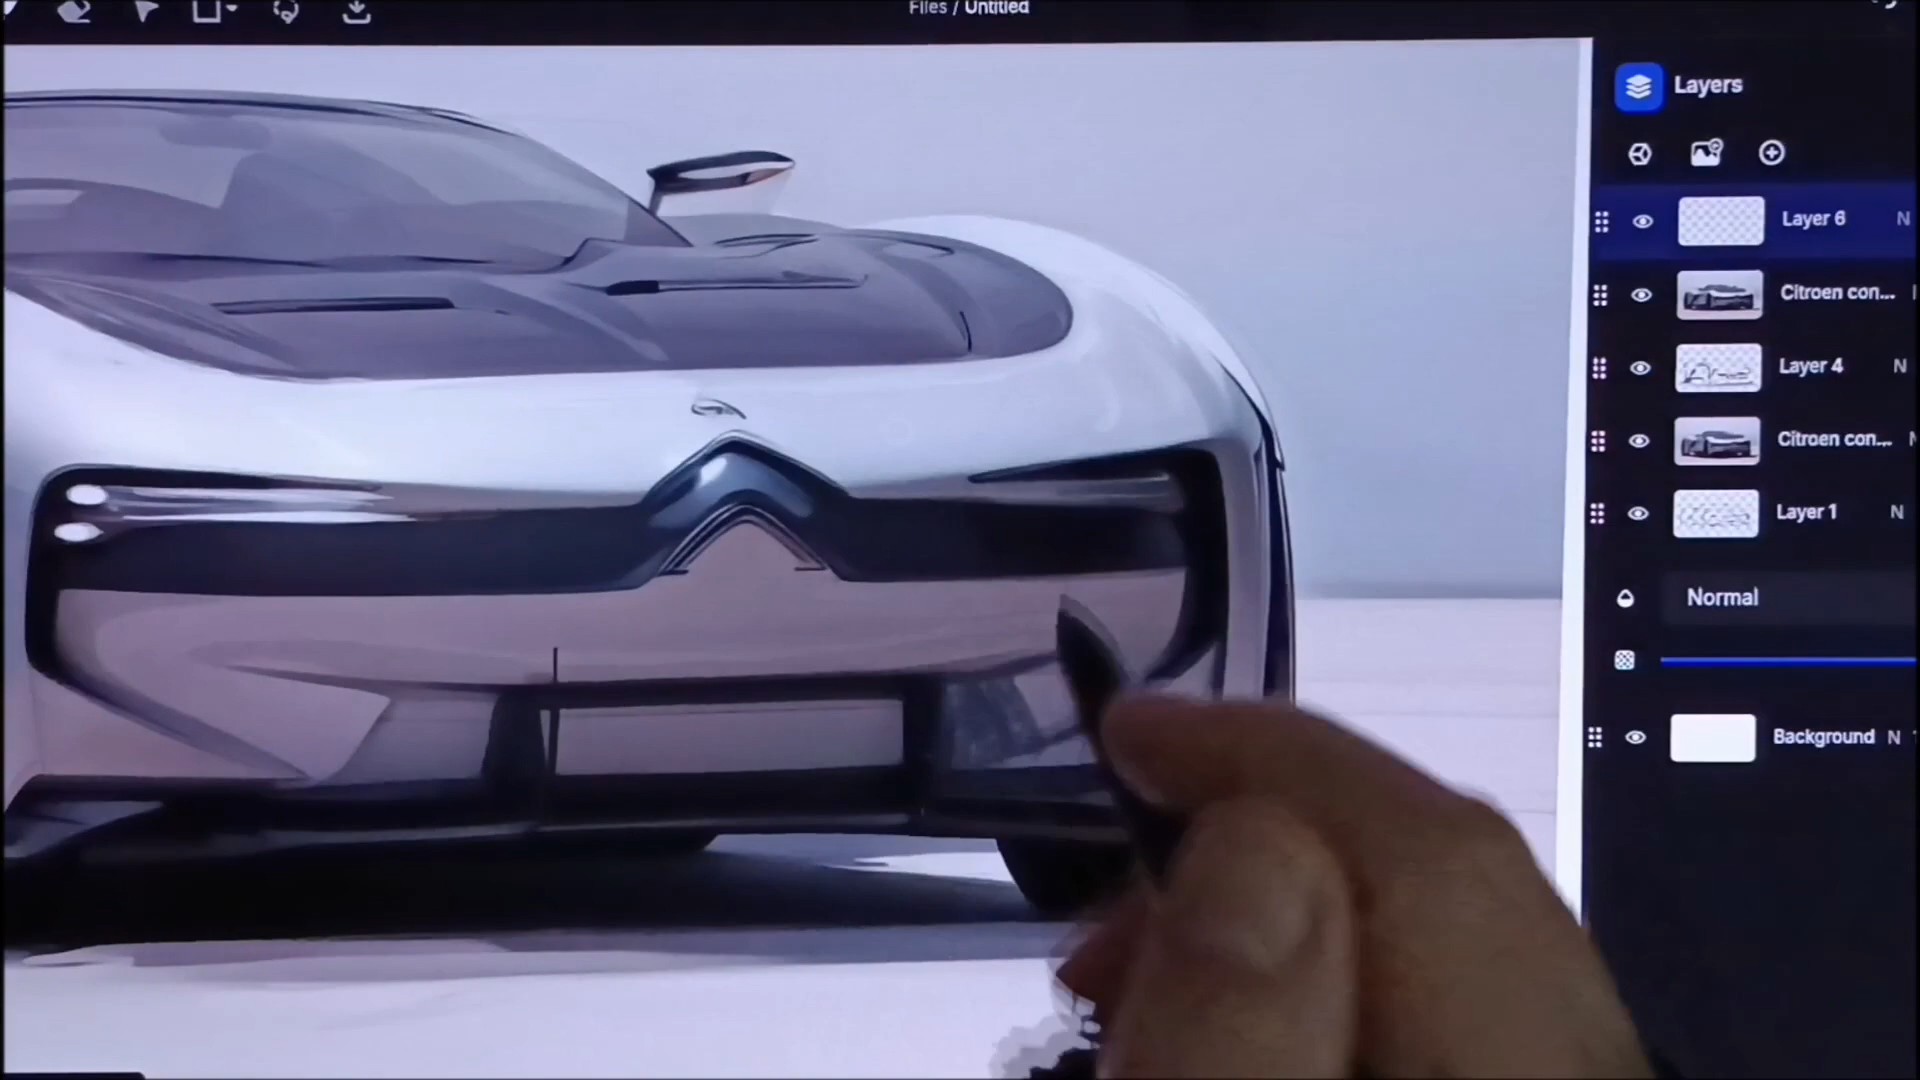 Files / Untitled
Layers
Layer 6 N
Citroen con...
Layer 4 N
Citroen con... N
Layer 1 N
Normal
Background N